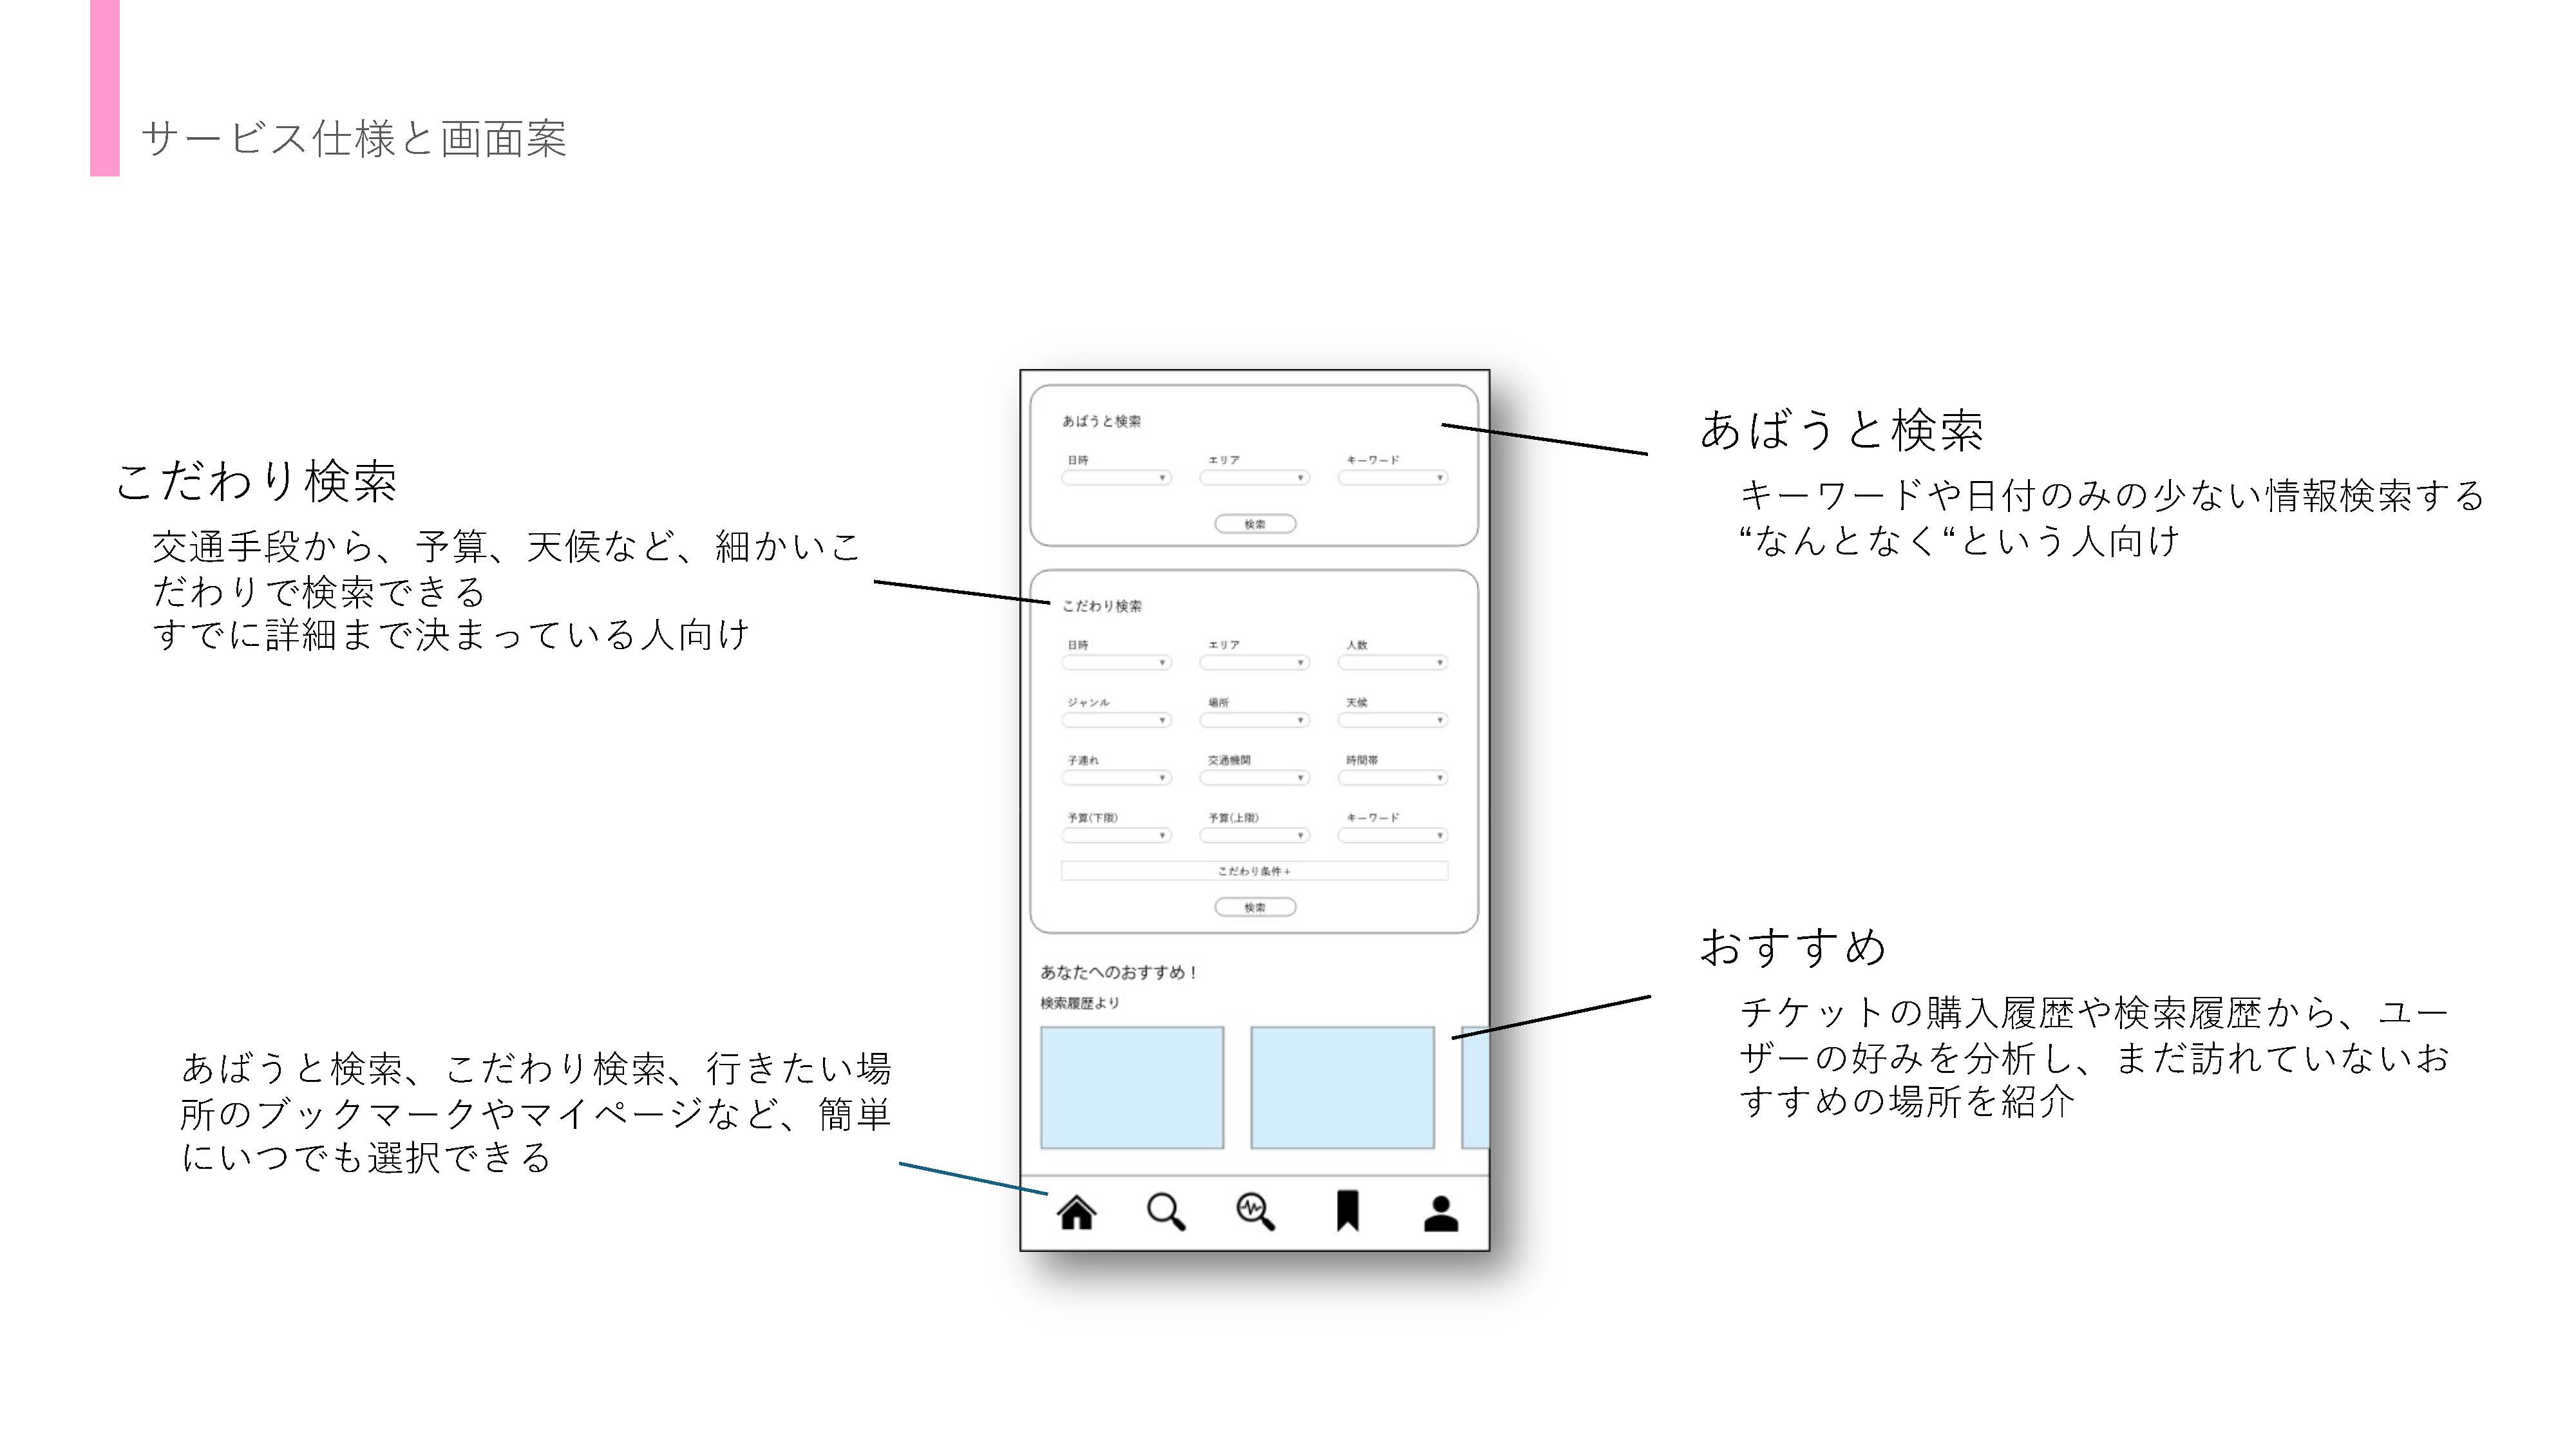 サービス仕様と画面案
こだわり検索
交通手段から、予算、天候など、細かいこ
だわりで検索できる
すでに詳細まで決まっている人向け
あばうと検索、こだわり検索、行きたい場
所のブックマークやマイページなど、簡単
にいつでも選択できる
あばうと検索
日時 エリア キーワード
検索
こだわり検索
日時 エリア 人数
ジャンル 場所 天候
子連れ 交通機関 時間帯
予算(下限) 予算(上限) キーワード
こだわり条件 +
検索
あなたへのおすすめ！
検索履歴より
あばうと検索
キーワードや日付のみの少ない情報検索する
“なんとなく“という人向け
おすすめ
チケットの購入履歴や検索履歴から、ユー
ザーの好みを分析し、まだ訪れていないお
すすめの場所を紹介